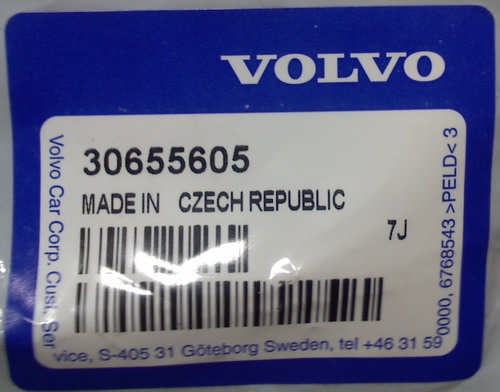 VOLVO
30655605
MADE IN CZECH REPUBLIC
7J
Volvo Car Corp. Cust. Ser
vice, S-405 31 Göteborg Sweden, tel +46 31 59
0000, 6768543 >PELD< 3